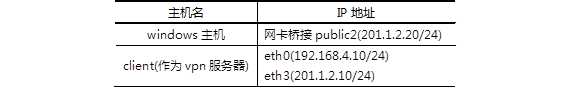 主机名 IP 地址
windows 主机 网卡桥接 public2(201.1.2.20/24)
client(作为 vpn 服务器) eth0(192.168.4.10/24)
eth3(201.1.2.10/24)